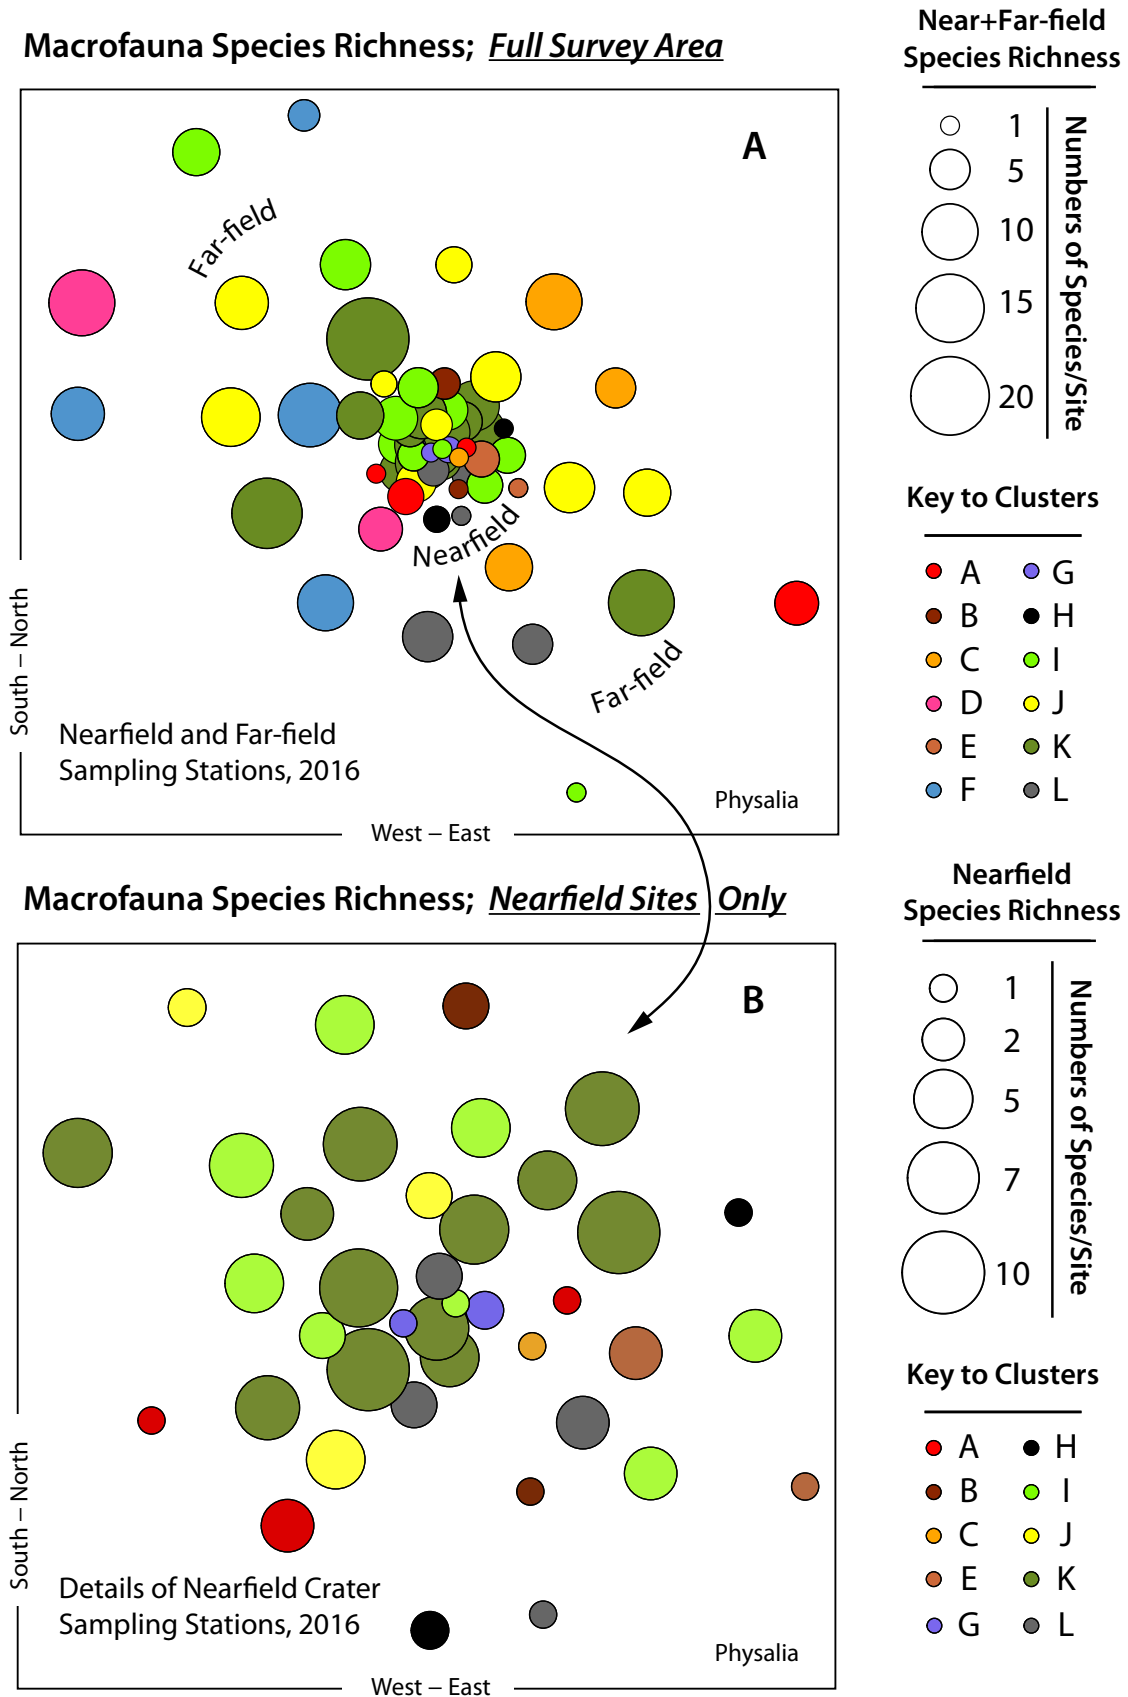 Macrofauna Species Richness; Full Survey Area
A
Far-field
Nearfield
Far-field
South – North
Nearfield and Far-field
Sampling Stations, 2016
Physalia
West – East
Near+Far-field
Species Richness
1
5
10
15
20
Numbers of Species/Site
Key to Clusters
A G
B H
C I
D J
E K
F L
Macrofauna Species Richness; Nearfield Sites Only
B
South – North
Details of Nearfield Crater
Sampling Stations, 2016
Physalia
West – East
Nearfield
Species Richness
1
2
5
7
10
Numbers of Species/Site
Key to Clusters
A H
B I
C J
E K
G L